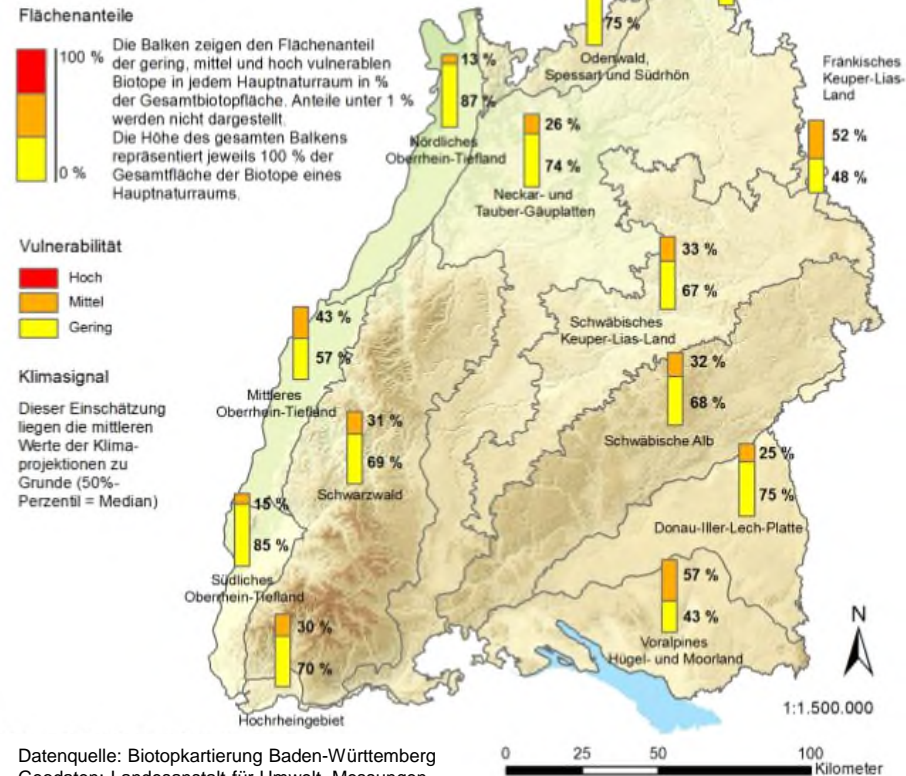 Flächenanteile
100 %
0 %
Die Balken zeigen den Flächenanteil
der gering, mittel und hoch vulnerablen
Biotope in jedem Hauptnaturraum in %
der Gesamtbiotopfläche. Anteile unter 1 %
werden nicht dargestellt.
Die Höhe des gesamten Balkens
repräsentiert jeweils 100 % der
Gesamtfläche der Biotope eines
Hauptnaturraums.
Vulnerabilität
Hoch
Mittel
Gering
Klimasignal
Dieser Einschätzung
liegen die mittleren
Werte der Klima-
projektionen zu
Grunde (50%-
Perzentil = Median)
75 %
Odenwald,
Spessart und Südrhön
13 %
87 %
Nördliches
Oberrhein-Tiefland
26 %
74 %
Neckar- und
Tauber-Gäuplatten
Fränkisches
Keuper-Lias-
Land
52 %
48 %
33 %
67 %
Schwäbisches
Keuper-Lias-Land
43 %
57 %
Mittleres
Oberrhein-Tiefland
32 %
68 %
Schwäbische Alb
31 %
69 %
Schwarzwald
25 %
75 %
Donau-Iller-Lech-Platte
15 %
85 %
Südliches
Oberrhein-Tiefland
57 %
43 %
Voralpines
Hügel- und Moorland
30 %
70 %
Hochrheingebiet
N
1:1.500.000
Datenquelle: Biotopkartierung Baden-Württemberg
Geodaten: Landesanstalt für Umwelt, Messungen
0 25 50 100
Kilometer